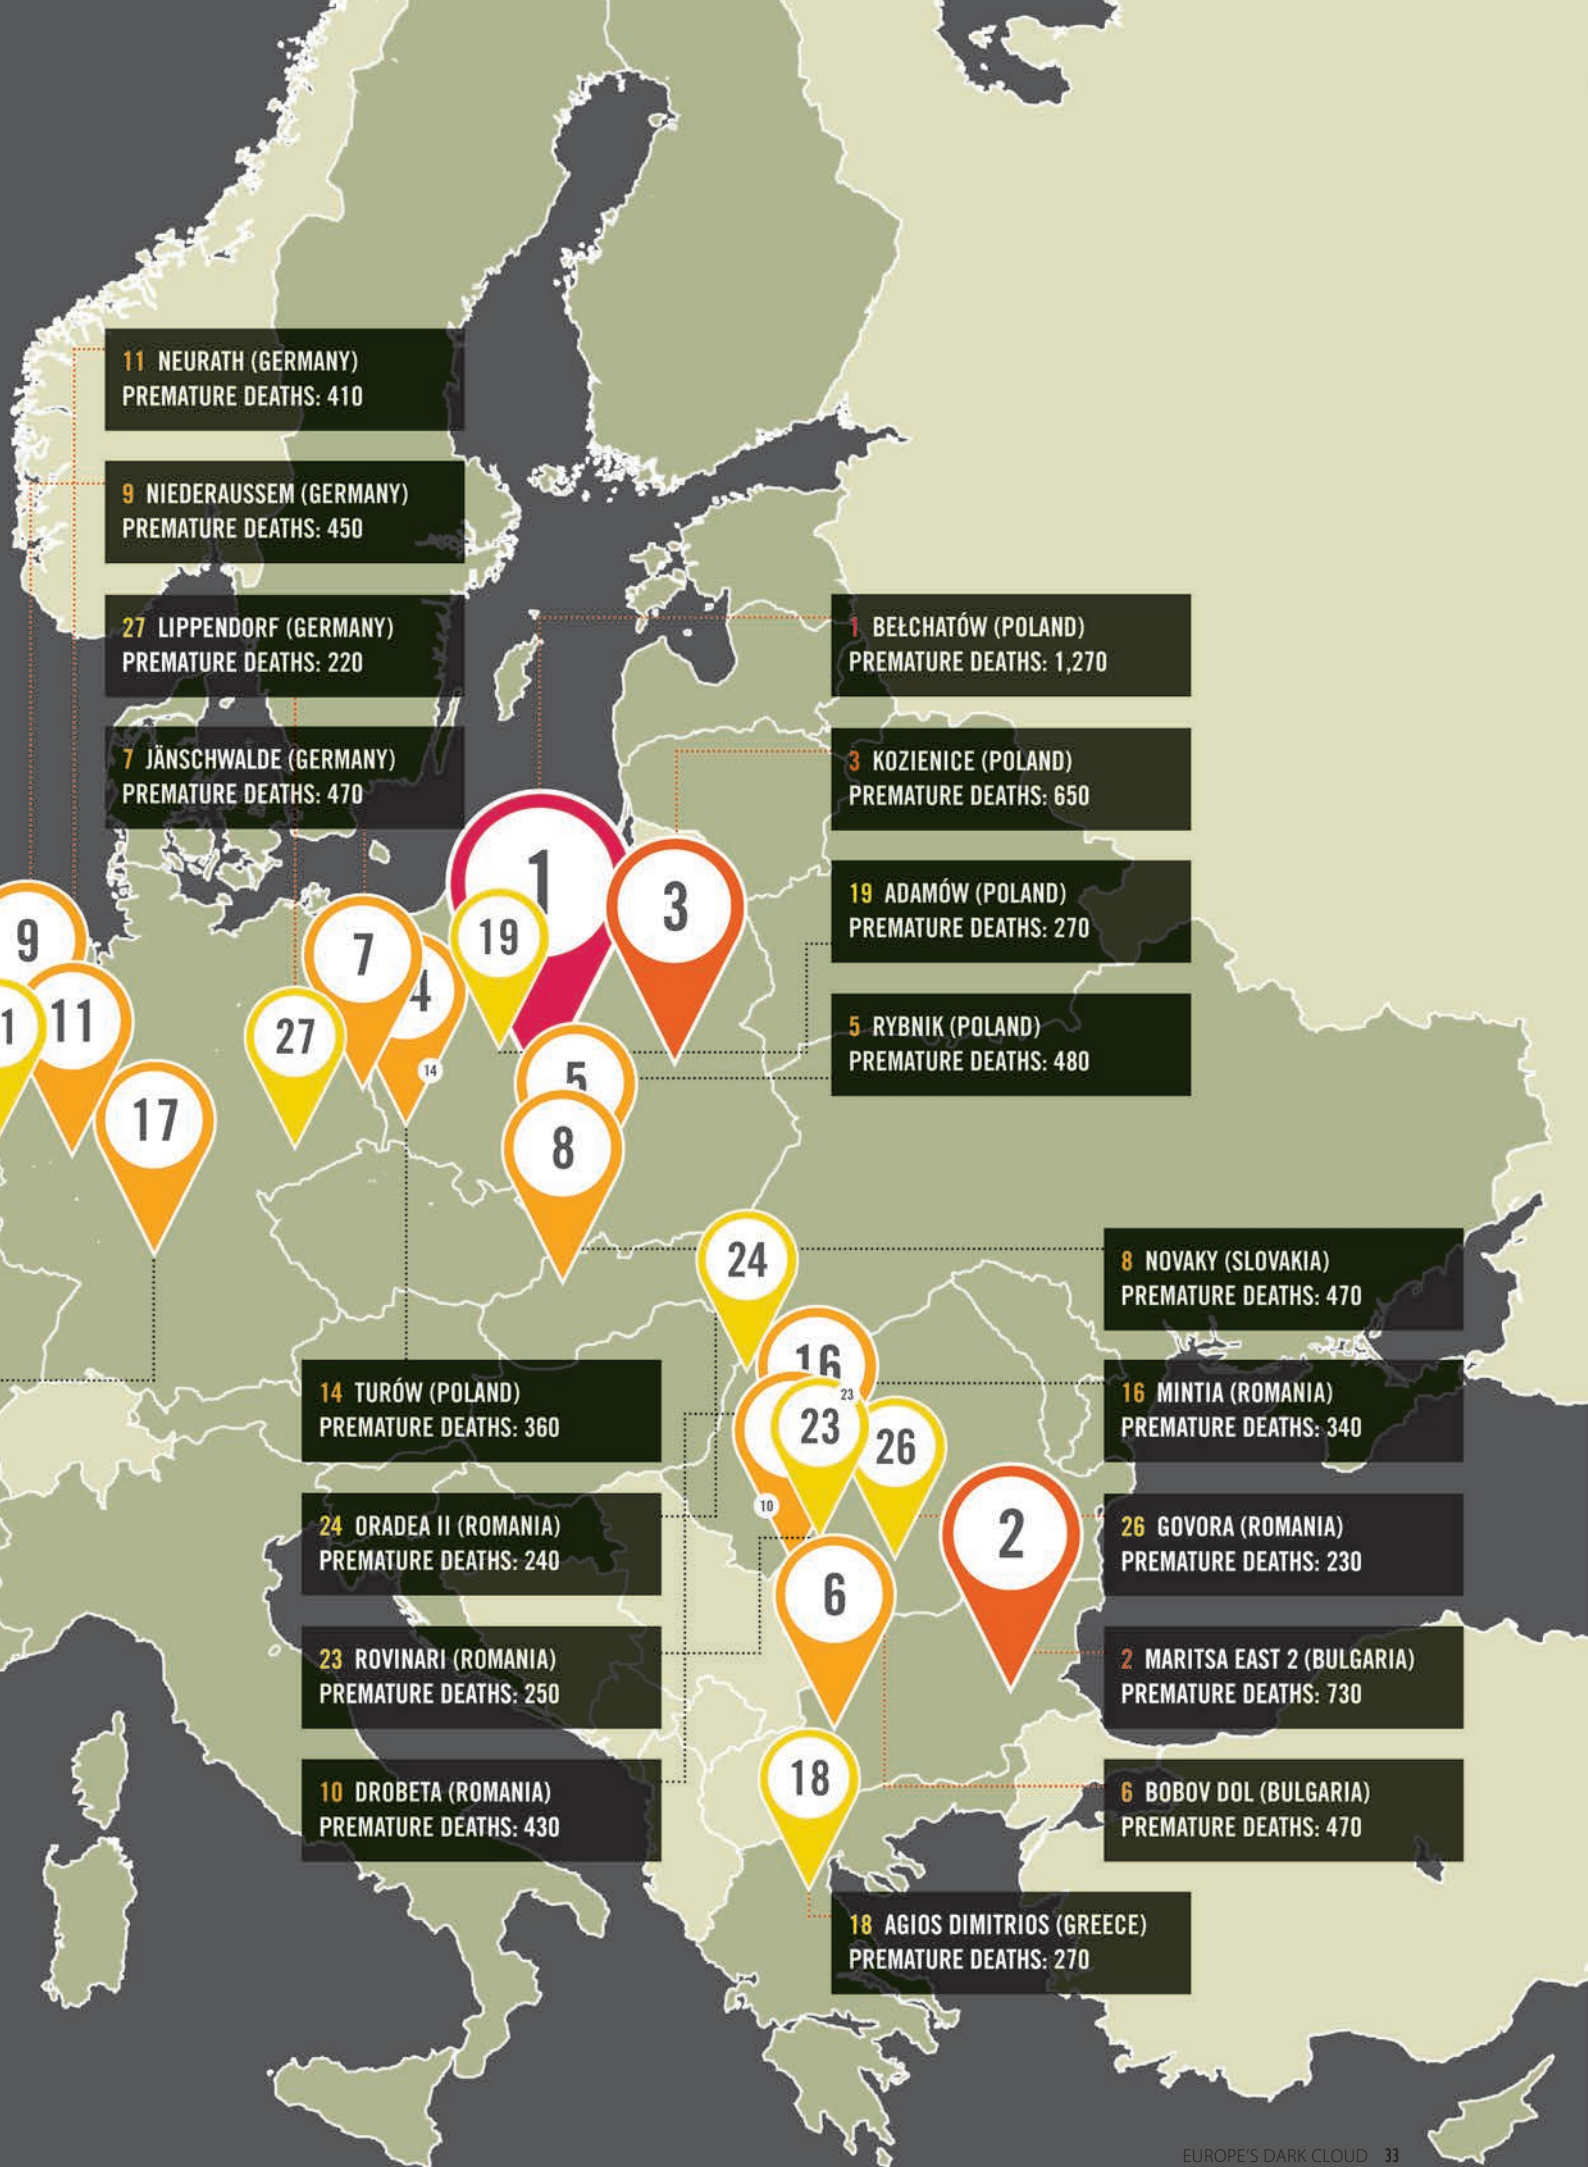 11 NEURATH (GERMANY)
PREMATURE DEATHS: 410
9 NIEDERAUSSEM (GERMANY)
PREMATURE DEATHS: 450
27 LIPPENDORF (GERMANY)
PREMATURE DEATHS: 220
7 JÄNSCHWALDE (GERMANY)
PREMATURE DEATHS: 470
1 BEŁCHATÓW (POLAND)
PREMATURE DEATHS: 1,270
3 KOZIENICE (POLAND)
PREMATURE DEATHS: 650
19 ADAMÓW (POLAND)
PREMATURE DEATHS: 270
5 RYBNIK (POLAND)
PREMATURE DEATHS: 480
1
3
19
9
7
4
11
1
27
14
5
17
8
24
8 NOVAKY (SLOVAKIA)
PREMATURE DEATHS: 470
16
23
23
26
10
2
6
18
14 TURÓW (POLAND)
PREMATURE DEATHS: 360
24 ORADEA II (ROMANIA)
PREMATURE DEATHS: 240
23 ROVINARI (ROMANIA)
PREMATURE DEATHS: 250
10 DROBETA (ROMANIA)
PREMATURE DEATHS: 430
16 MINTIA (ROMANIA)
PREMATURE DEATHS: 340
26 GOVORA (ROMANIA)
PREMATURE DEATHS: 230
2 MARITSA EAST 2 (BULGARIA)
PREMATURE DEATHS: 730
6 BOBOV DOL (BULGARIA)
PREMATURE DEATHS: 470
18 AGIOS DIMITRIOS (GREECE)
PREMATURE DEATHS: 270
EUROPE'S DARK CLOUD 33